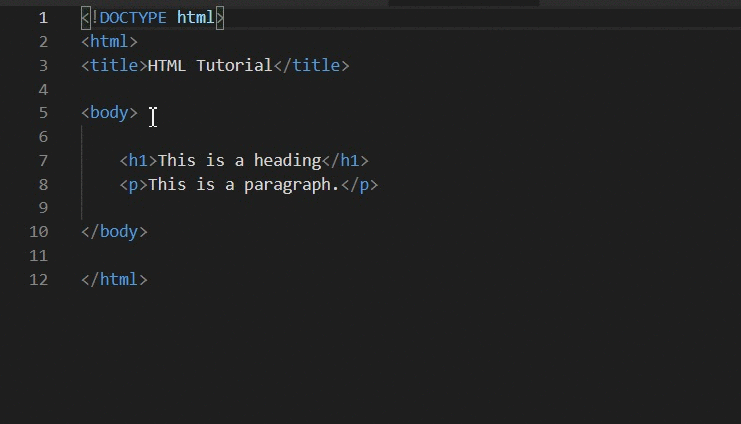 1 <!DOCTYPE html>
2 <html>
3 <title>HTML Tutorial</title>
4
5 <body>
6
7 <h1>This is a heading</h1>
8 <p>This is a paragraph.</p>
9
10 </body>
11
12 </html>